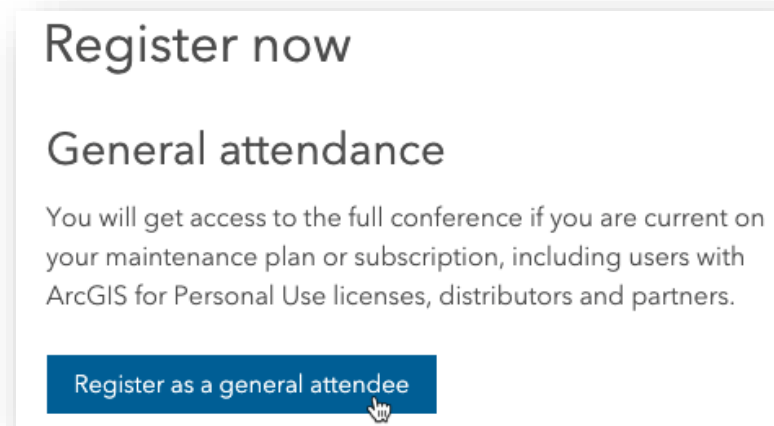 Register now
General attendance
You will get access to the full conference if you are current on
your maintenance plan or subscription, including users with
ArcGIS for Personal Use licenses, distributors and partners.
Register as a general attendee